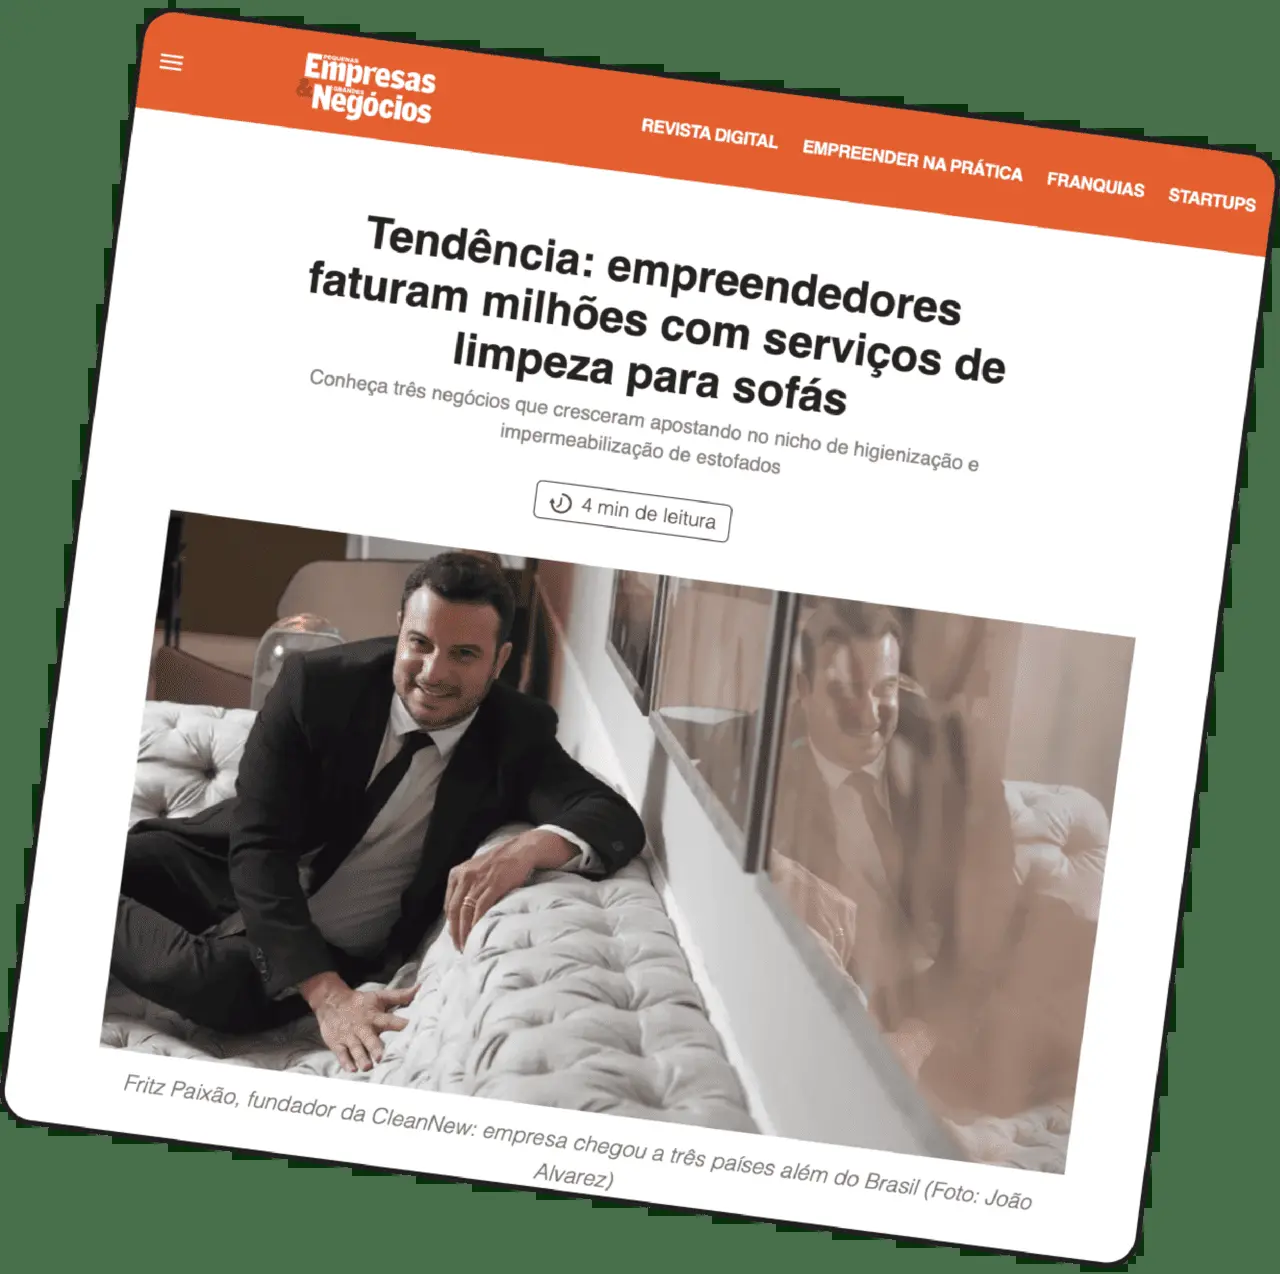 PEQUENAS
Empresas
& GRANDES
Negócios
REVISTA DIGITAL
EMPREENDER NA PRÁTICA
FRANQUIAS
STARTUPS
Tendência: empreendedores
faturam milhões com serviços de
limpeza para sofás
Conheça três negócios que cresceram apostando no nicho de higienização e
impermeabilização de estofados
4 min de leitura
Fritz Paixão, fundador da CleanNew: empresa chegou a três países além do Brasil (Foto: João
Alvarez)